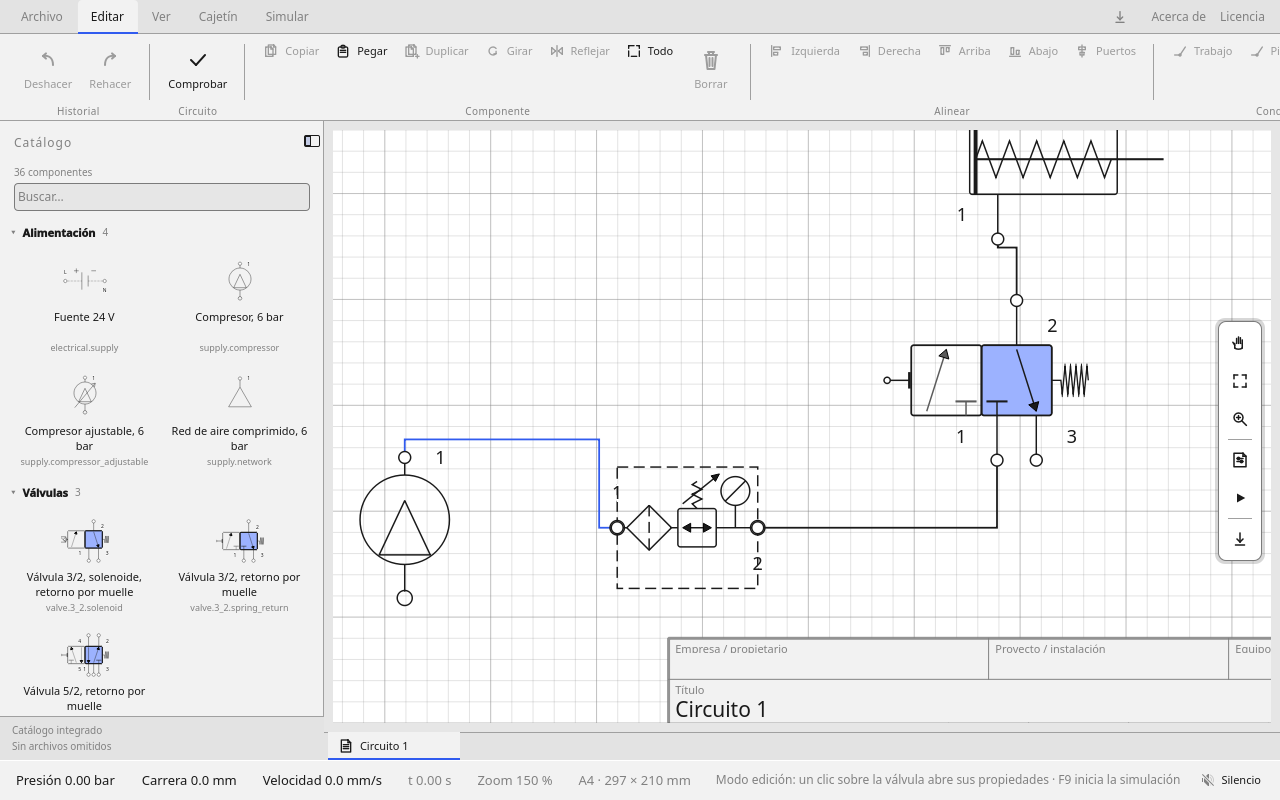 Archivo
Editar
Ver
Cajetín
Simular
Acerca de
Licencia
Deshacer
Rehacer
Historial
Comprobar
Circuito
Copiar
Pegar
Duplicar
Girar
Reflejar
Todo
Borrar
Componente
Izquierda
Derecha
Arriba
Abajo
Puertos
Alinear
Trabajo
Catálogo
36 componentes
Buscar...
Alimentación 4
Fuente 24 V
electrical.supply
Compresor, 6 bar
supply.compressor
Compresor ajustable, 6
bar
supply.compressor_adjustable
Red de aire comprimido, 6
bar
supply.network
Válvulas 3
Válvula 3/2, solenoide,
retorno por muelle
valve.3_2.solenoid
Válvula 3/2, retorno por
muelle
valve.3_2.spring_return
Válvula 5/2, retorno por
muelle
Catálogo integrado
Sin archivos omitidos
1
2
1
3
1
1
2
Empresa / propietario
Proyecto / instalación
Equipo
Título
Circuito 1
Circuito 1
Presión 0.00 bar
Carrera 0.0 mm
Velocidad 0.0 mm/s
t 0.00 s
Zoom 150 %
A4 · 297 × 210 mm
Modo edición: un clic sobre la válvula abre sus propiedades · F9 inicia la simulación
Silencio